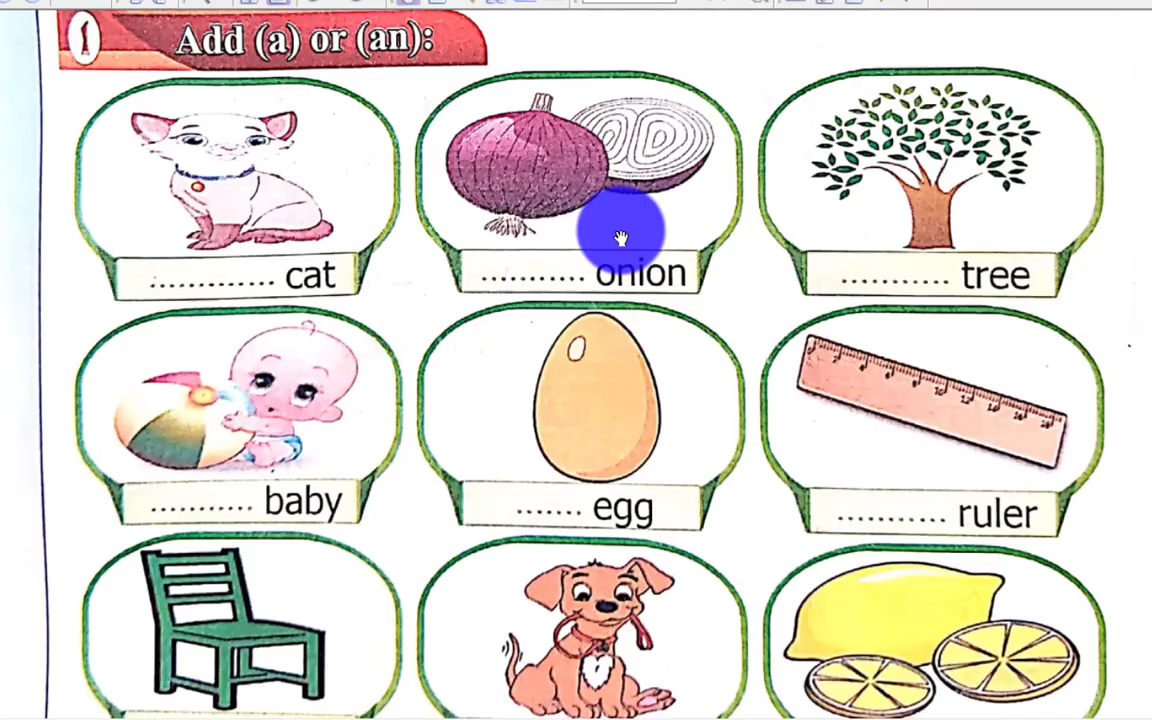 1 Add (a) or (an):
............ cat
........... onion
........... tree
........... baby
....... egg
........... ruler